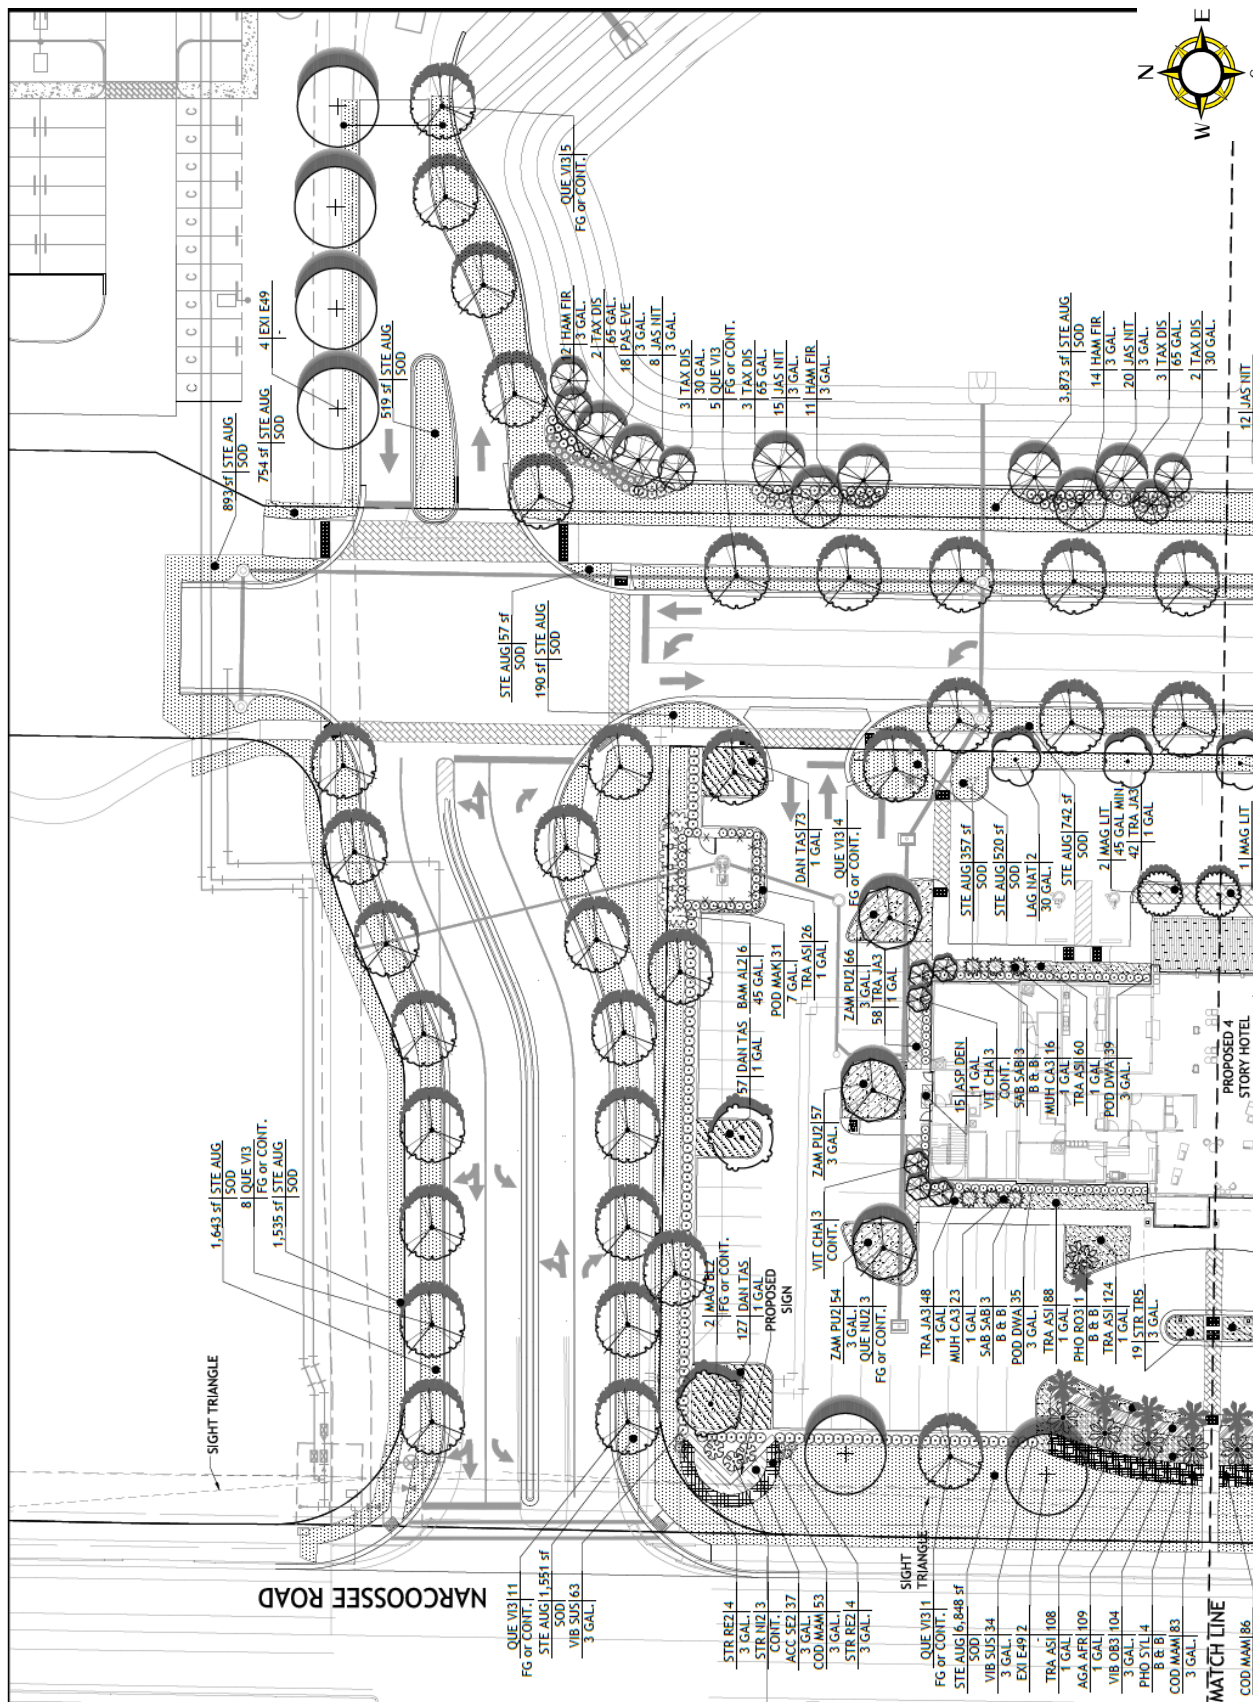 N
E
W
QUE VI3 5
FG or CONT.
4 EXI E49
-
519 sf STE AUG
SOD
754 sf STE AUG
SOD
893 sf STE AUG
SOD
12 HAM FIR
3 GAL.
2 TAX DIS
65 GAL.
18 PAS EVE
3 GAL.
8 JAS NIT
3 GAL.
3 TAX DIS
30 GAL.
5 QUE VI3
FG or CONT.
3 TAX DIS
65 GAL.
15 JAS NIT
3 GAL.
11 HAM FIR
3 GAL.
3,873 sf STE AUG
SOD
14 HAM FIR
3 GAL.
20 JAS NIT
3 GAL.
3 TAX DIS
65 GAL.
2 TAX DIS
30 GAL.
12 JAS NIT
C
C
C
C
C
C
C
C
STE AUG 57 sf
SOD
190 sf STE AUG
SOD
DAN TAS 73
1 GAL
QUE VI3 4
FG or CONT.
STE AUG 357 sf
SOD
STE AUG 520 sf
SOD
LAG NAT 2
30 GAL.
STE AUG 742 sf
SOD
2 MAG LIT
45 GAL MIN.
42 TRA JA3
1 GAL
1 MAG LIT
57 DAN TAS
1 GAL
BAM AL2 6
45 GAL.
POD MAK 31
7 GAL.
TRA ASI 26
1 GAL
ZAM PU2 66
3 GAL.
58 TRA JA3
1 GAL
15 ASP DEN
1 GAL
VIT CHA 3
CONT.
SAB SAB 3
B & B
MUH CA3 16
1 GAL
TRA ASI 60
1 GAL
POD DWA 39
3 GAL.
PROPOSED 4
STORY HOTEL
ZAM PU2 57
3 GAL.
VIT CHA 3
CONT.
1,643 sf STE AUG
SOD
8 QUE VI3
FG or CONT.
1,535 sf STE AUG
SOD
2 MAG BL2
FG or CONT.
127 DAN TAS
1 GAL
PROPOSED
SIGN
ZAM PU2 54
3 GAL.
QUE NU2 3
FG or CONT.
TRA JA3 48
1 GAL
MUH CA3 23
1 GAL
SAB SAB 3
B & B
POD DWA 35
3 GAL.
TRA ASI 88
1 GAL
PHO RO3 1
B & B
TRA ASI 124
1 GAL
19 STR TR5
3 GAL.
SIGHT TRIANGLE
NARCOOSSEE ROAD
QUE VI3 11
FG or CONT.
STE AUG 1,551 sf
SOD
VIB SUS 63
3 GAL.
STR RE2 4
3 GAL.
STR NI2 3
CONT.
ACC SE2 37
3 GAL.
COD MAM 53
3 GAL.
STR RE2 4
3 GAL.
SIGHT
TRIANGLE
QUE VI3 1
FG or CONT.
STE AUG 6,848 sf
SOD
VIB SUS 34
3 GAL.
EXI E49 2
-
TRA ASI 108
1 GAL
AGA AFR 109
1 GAL
VIB OB3 104
3 GAL.
PHO SYL 4
B & B
COD MAM 83
3 GAL.
MATCH LINE
COD MAM 86